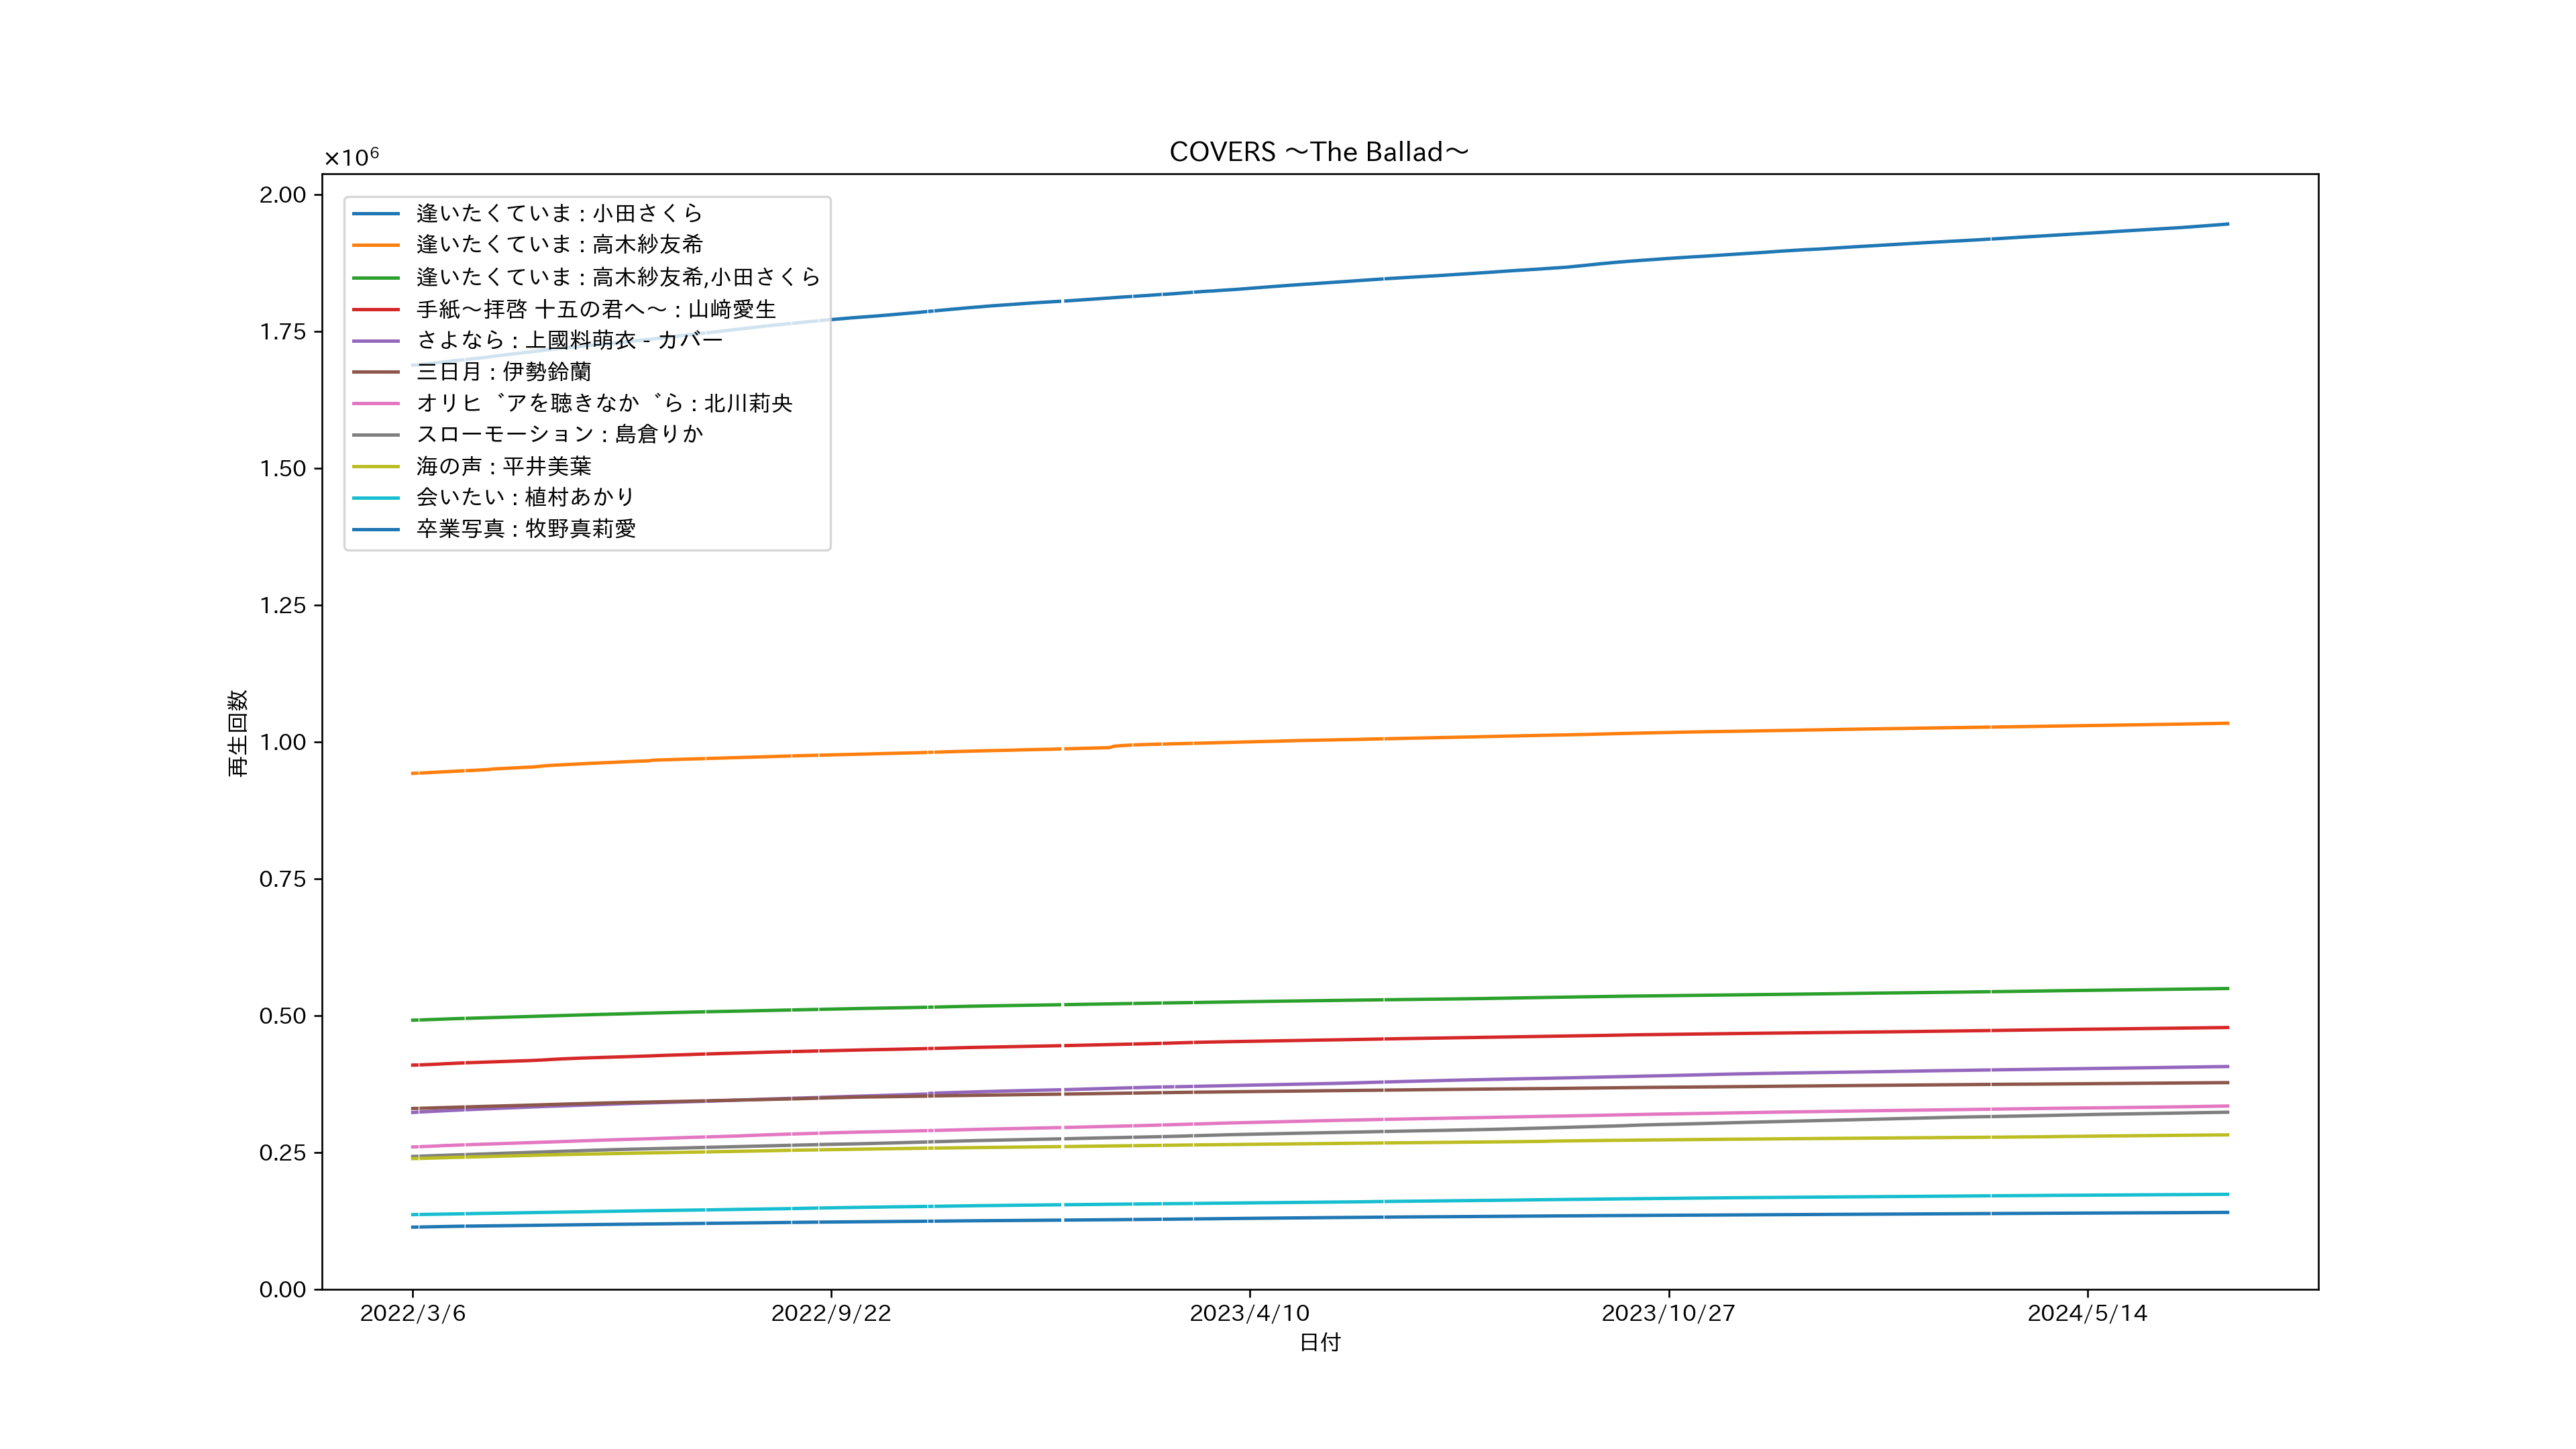 COVERS ～The Ballad～
×10⁶
2.00
1.75
1.50
1.25
1.00
0.75
0.50
0.25
0.00
再生回数
逢いたくていま : 小田さくら
逢いたくていま : 高木紗友希
逢いたくていま : 高木紗友希,小田さくら
手紙～拝啓 十五の君へ～ : 山﨑愛生
さよなら : 上國料萌衣 - カバー
三日月 : 伊勢鈴蘭
オリヒ゛アを聴きなか゛ら : 北川莉央
スローモーション : 島倉りか
海の声 : 平井美葉
会いたい : 植村あかり
卒業写真 : 牧野真莉愛
2022/3/6 2022/9/22 2023/4/10 2023/10/27 2024/5/14
日付